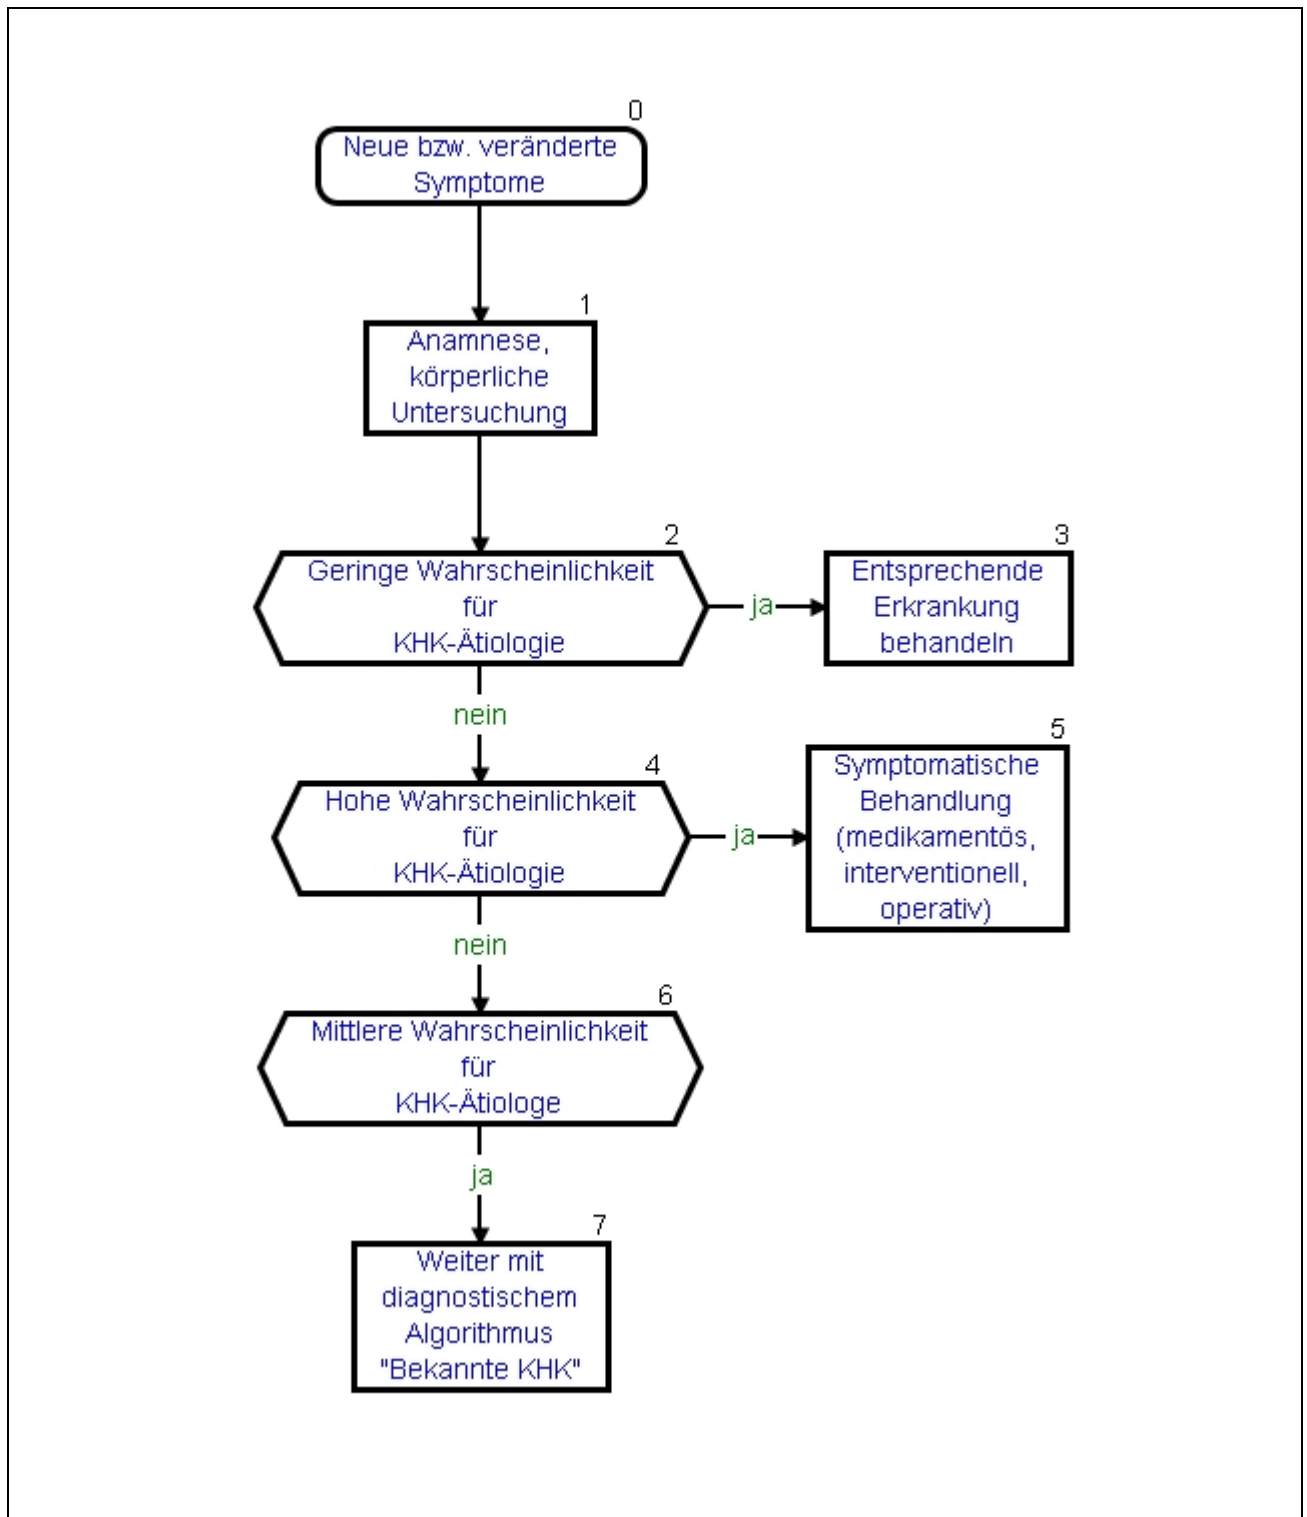 0
Neue bzw. veränderte
Symptome
1
Anamnese,
körperliche
Untersuchung
2
Geringe Wahrscheinlichkeit
für
KHK-Ätiologie
ja
3
Entsprechende
Erkrankung
behandeln
nein
4
Hohe Wahrscheinlichkeit
für
KHK-Ätiologie
ja
5
Symptomatische
Behandlung
(medikamentös,
interventionell,
operativ)
nein
6
Mittlere Wahrscheinlichkeit
für
KHK-Ätiologe
ja
7
Weiter mit
diagnostischem
Algorithmus
"Bekannte KHK"